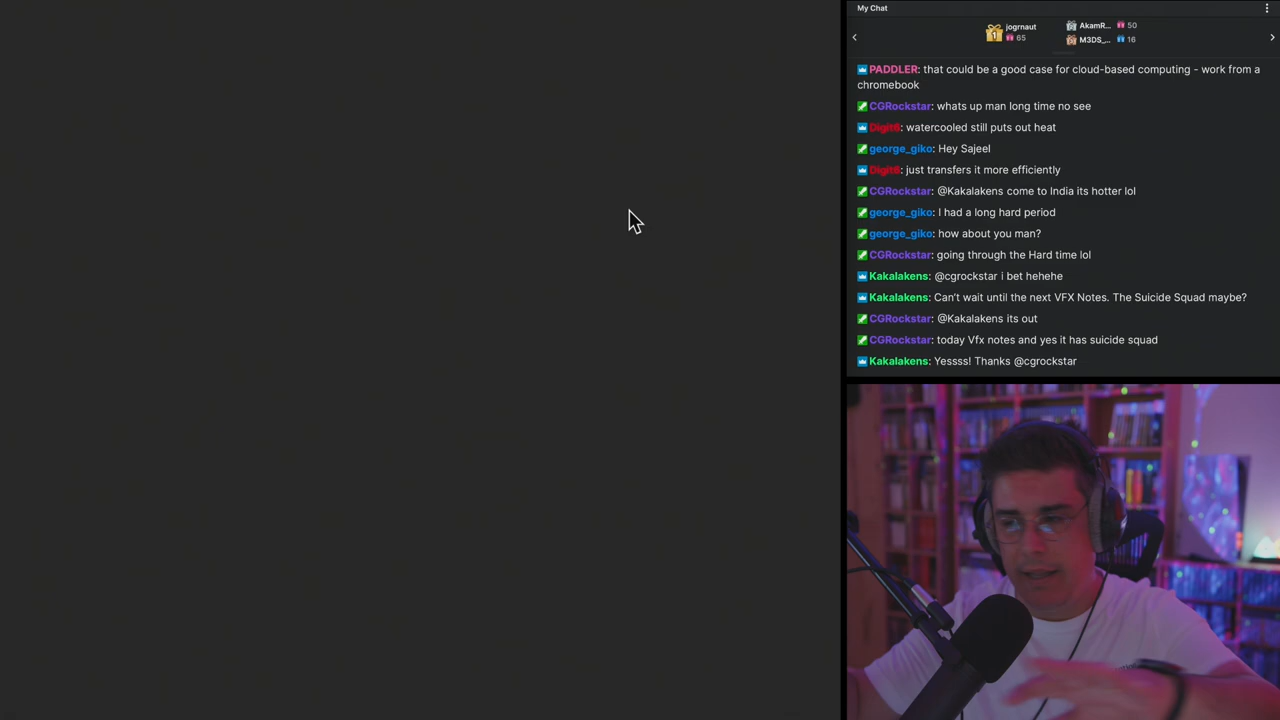 My Chat
jogrnaut
65
AkamR... 50
M3DS_... 16
PADDLER: that could be a good case for cloud-based computing - work from a
chromebook
CGRockstar: whats up man long time no see
Digit8: watercooled still puts out heat
george_giko: Hey Sajeel
Digit8: just transfers it more efficiently
CGRockstar: @Kakalakens come to India its hotter lol
george_giko: I had a long hard period
george_giko: how about you man?
CGRockstar: going through the Hard time lol
Kakalakens: @cgrockstar i bet hehehe
Kakalakens: Can't wait until the next VFX Notes. The Suicide Squad maybe?
CGRockstar: @Kakalakens its out
CGRockstar: today Vfx notes and yes it has suicide squad
Kakalakens: Yessss! Thanks @cgrockstar